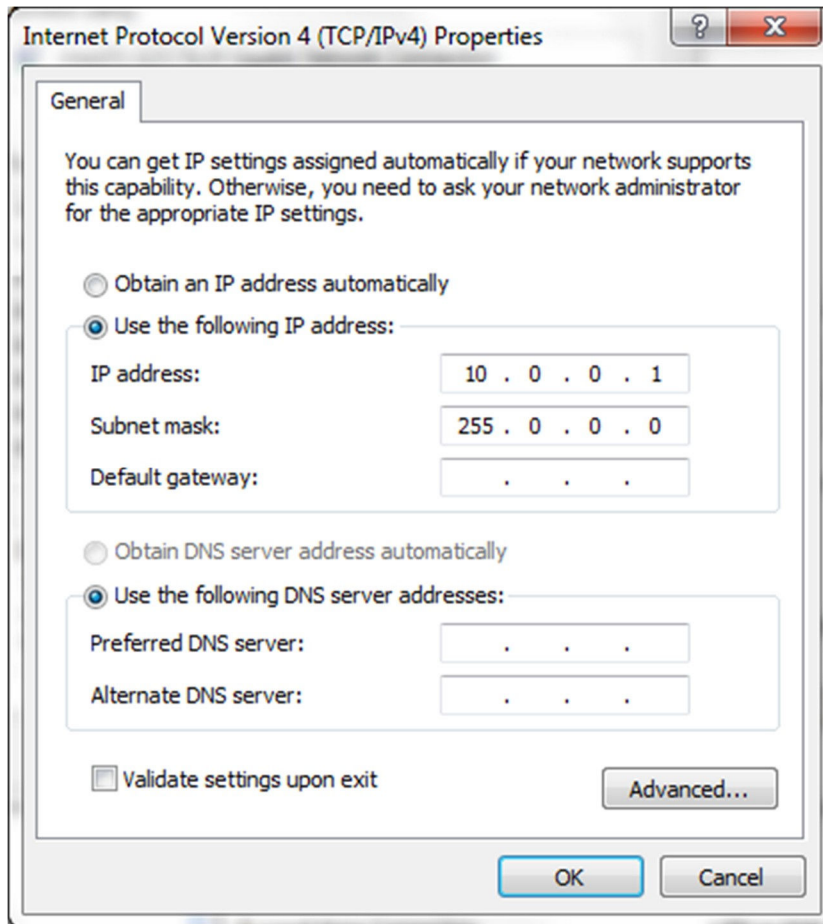 Internet Protocol Version 4 (TCP/IPv4) Properties
General
You can get IP settings assigned automatically if your network supports
this capability. Otherwise, you need to ask your network administrator
for the appropriate IP settings.
Obtain an IP address automatically
Use the following IP address:
IP address: 10 . 0 . 0 . 1
Subnet mask: 255 . 0 . 0 . 0
Default gateway: . . .
Obtain DNS server address automatically
Use the following DNS server addresses:
Preferred DNS server: . . .
Alternate DNS server: . . .
Validate settings upon exit
Advanced...
OK Cancel